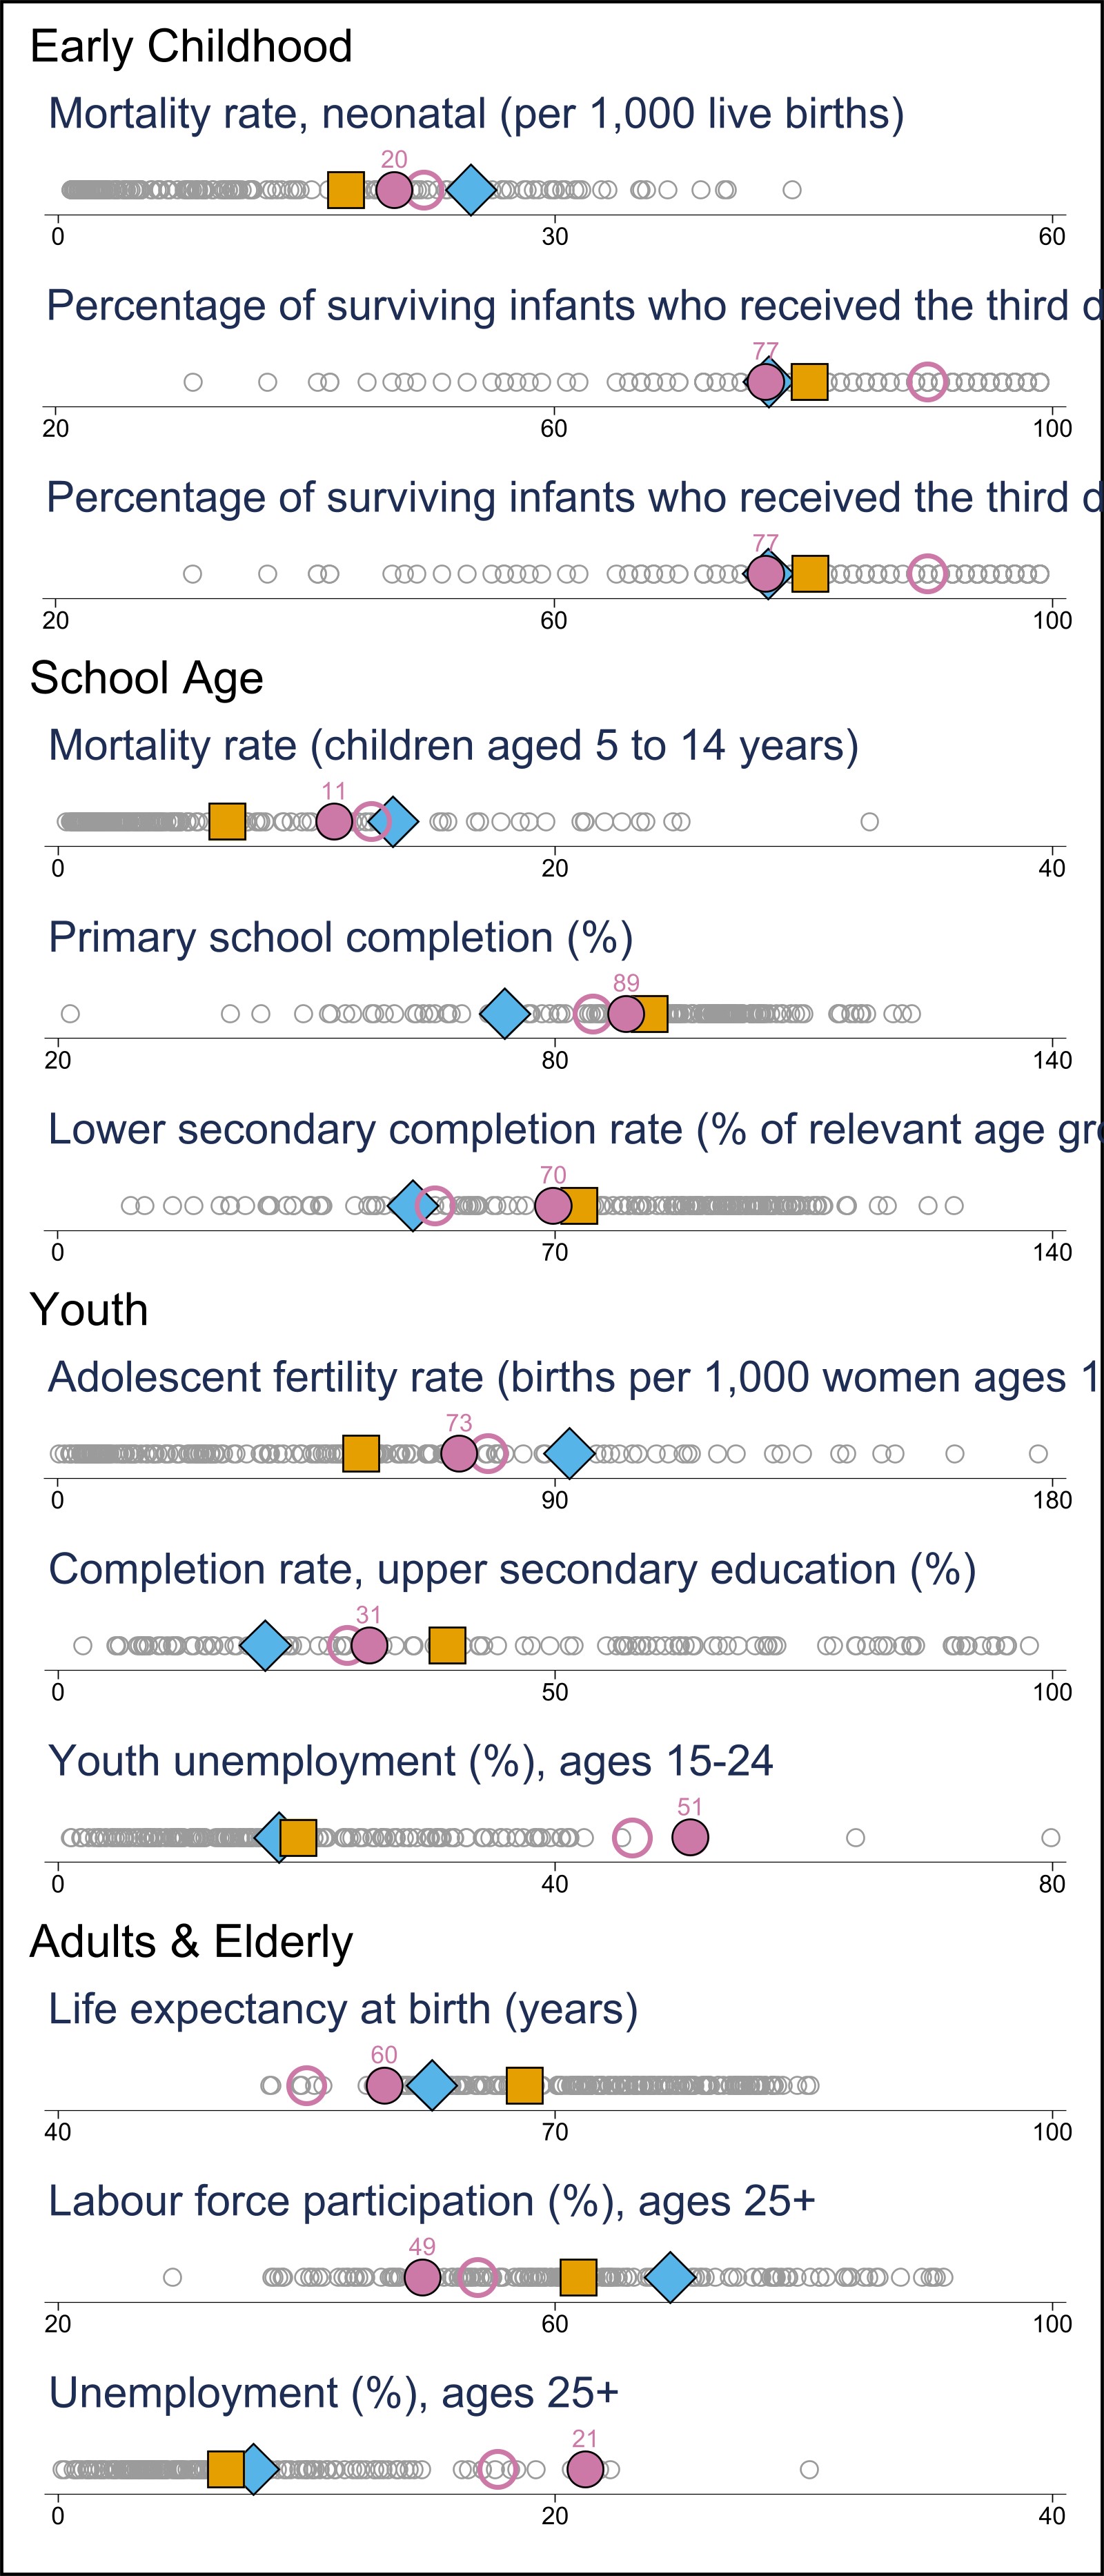 Early Childhood
Mortality rate, neonatal (per 1,000 live births)
20
0 30 60
Percentage of surviving infants who received the third d
77
20 60 100
Percentage of surviving infants who received the third d
77
20 60 100
School Age
Mortality rate (children aged 5 to 14 years)
11
0 20 40
Primary school completion (%)
89
20 80 140
Lower secondary completion rate (% of relevant age gro
70
0 70 140
Youth
Adolescent fertility rate (births per 1,000 women ages 1
73
0 90 180
Completion rate, upper secondary education (%)
31
0 50 100
Youth unemployment (%), ages 15-24
51
0 40 80
Adults & Elderly
Life expectancy at birth (years)
60
40 70 100
Labour force participation (%), ages 25+
49
20 60 100
Unemployment (%), ages 25+
21
0 20 40